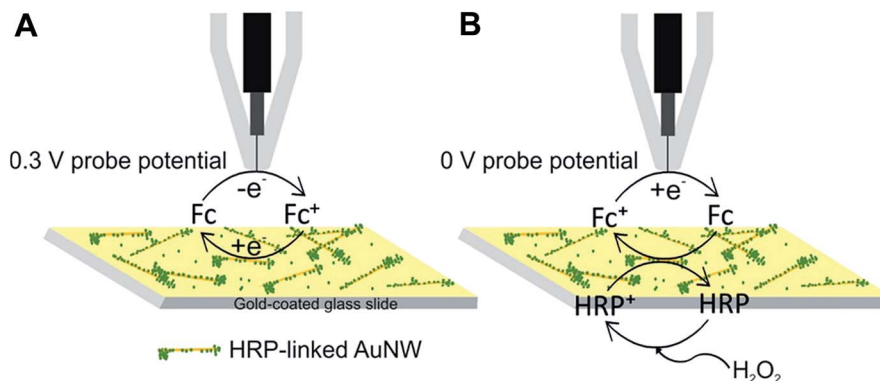 A
0.3 V probe potential
-e⁻
Fc Fc⁺
+e⁻
Gold-coated glass slide
HRP-linked AuNW
B
0 V probe potential
+e⁻
Fc⁺ Fc
HRP⁺ HRP
H₂O₂